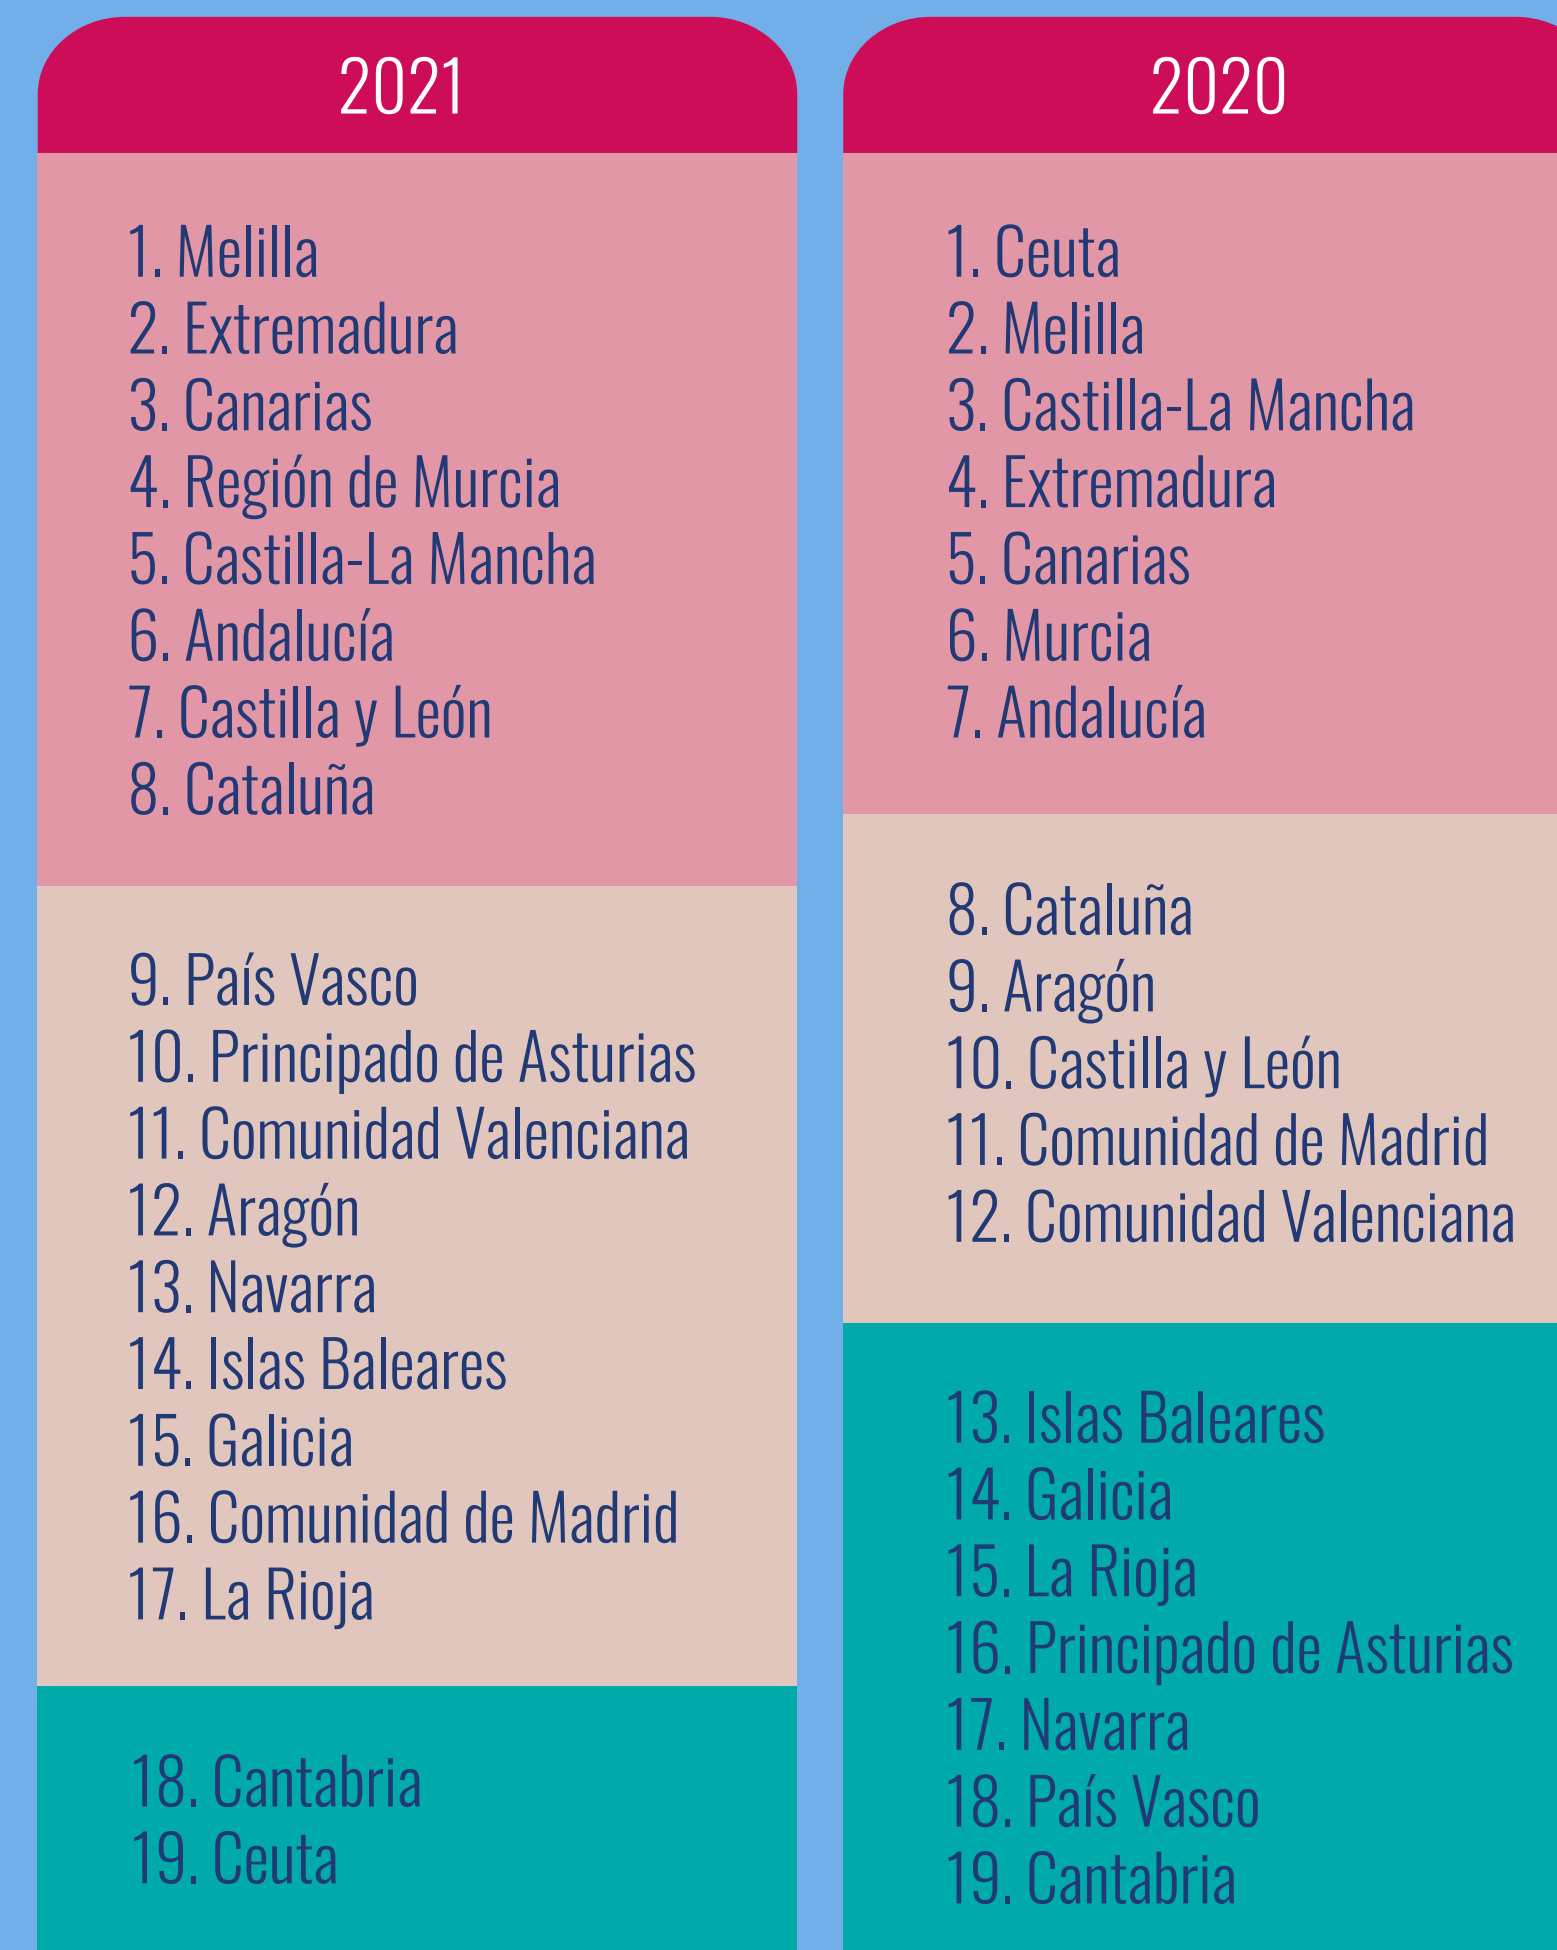 2021
1. Melilla
2. Extremadura
3. Canarias
4. Región de Murcia
5. Castilla-La Mancha
6. Andalucía
7. Castilla y León
8. Cataluña
9. País Vasco
10. Principado de Asturias
11. Comunidad Valenciana
12. Aragón
13. Navarra
14. Islas Baleares
15. Galicia
16. Comunidad de Madrid
17. La Rioja
18. Cantabria
19. Ceuta
2020
1. Ceuta
2. Melilla
3. Castilla-La Mancha
4. Extremadura
5. Canarias
6. Murcia
7. Andalucía
8. Cataluña
9. Aragón
10. Castilla y León
11. Comunidad de Madrid
12. Comunidad Valenciana
13. Islas Baleares
14. Galicia
15. La Rioja
16. Principado de Asturias
17. Navarra
18. País Vasco
19. Cantabria